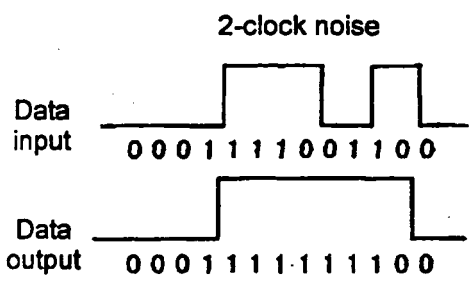 2-clock noise
Data
input
0 0 0 1 1 1 1 0 0 1 1 0 0
Data
output
0 0 0 1 1 1 1 1 1 1 1 0 0